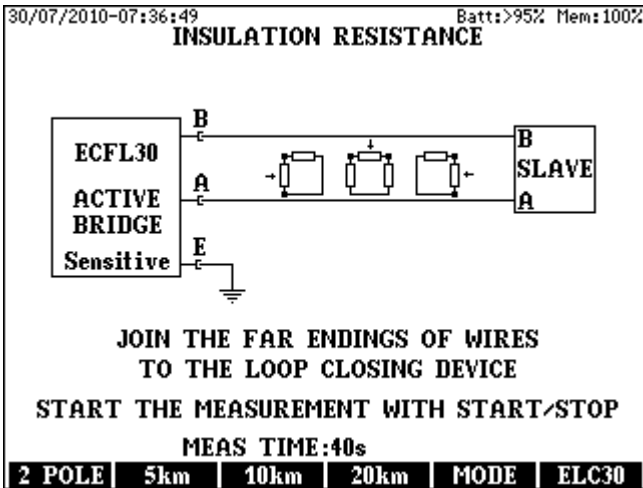 30/07/2010-07:36:49 Batt:>95% Mem:100%
INSULATION RESISTANCE
B
ECFL30
B
SLAVE
A
ACTIVE
A
BRIDGE
E
Sensitive
JOIN THE FAR ENDINGS OF WIRES
TO THE LOOP CLOSING DEVICE
START THE MEASUREMENT WITH START/STOP
MEAS TIME:40s
2 POLE 5km 10km 20km MODE ELC30